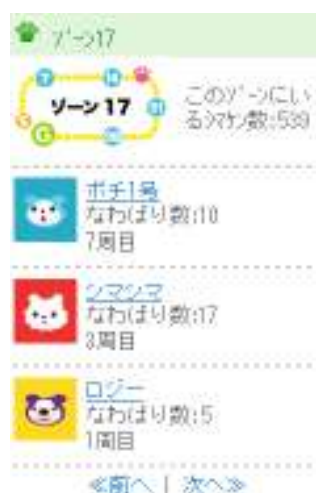 ｿﾞｰﾝ17
ゾーン 17
このｿﾞｰﾝにい
るｼﾏｹﾝ数:539
ポチ1号
なわばり数:10
7周目
シマシマ
なわばり数:17
3周目
ロジー
なわばり数:5
1周目
≪前へ | 次へ≫